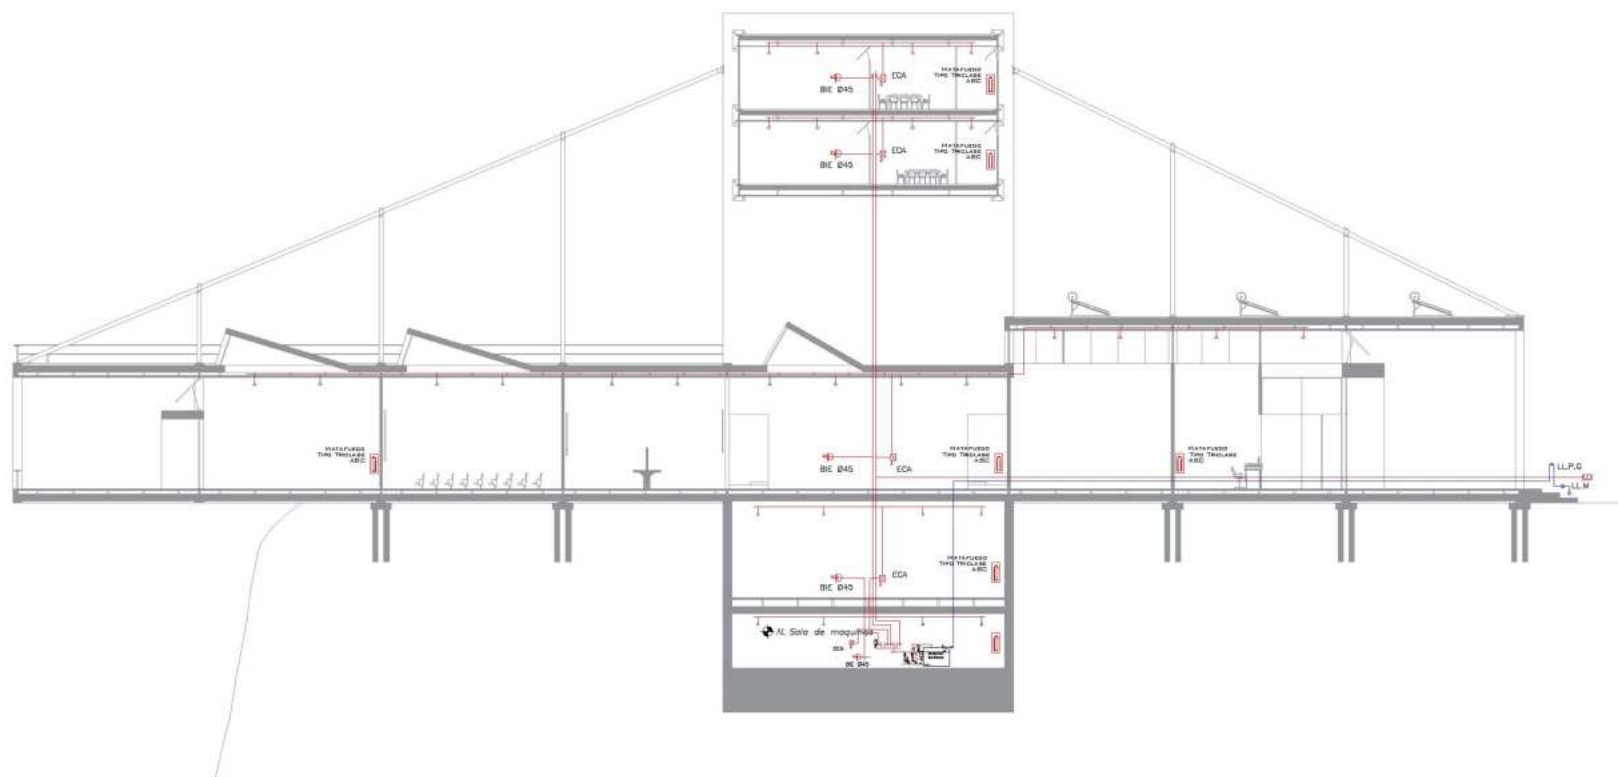 ECA
MATAFUEGO
TIPO TRICLASE
ABC
BIE Ø45
ECA
MATAFUEGO
TIPO TRICLASE
ABC
BIE Ø45
MATAFUEGO
TIPO TRICLASE
ABC
BIE Ø45
ECA
MATAFUEGO
TIPO TRICLASE
ABC
MATAFUEGO
TIPO TRICLASE
ABC
LL.P.G
LL.M
MATAFUEGO
TIPO TRICLASE
ABC
BIE Ø45
ECA
N. Sala de maquinas
ECA
BIE Ø45